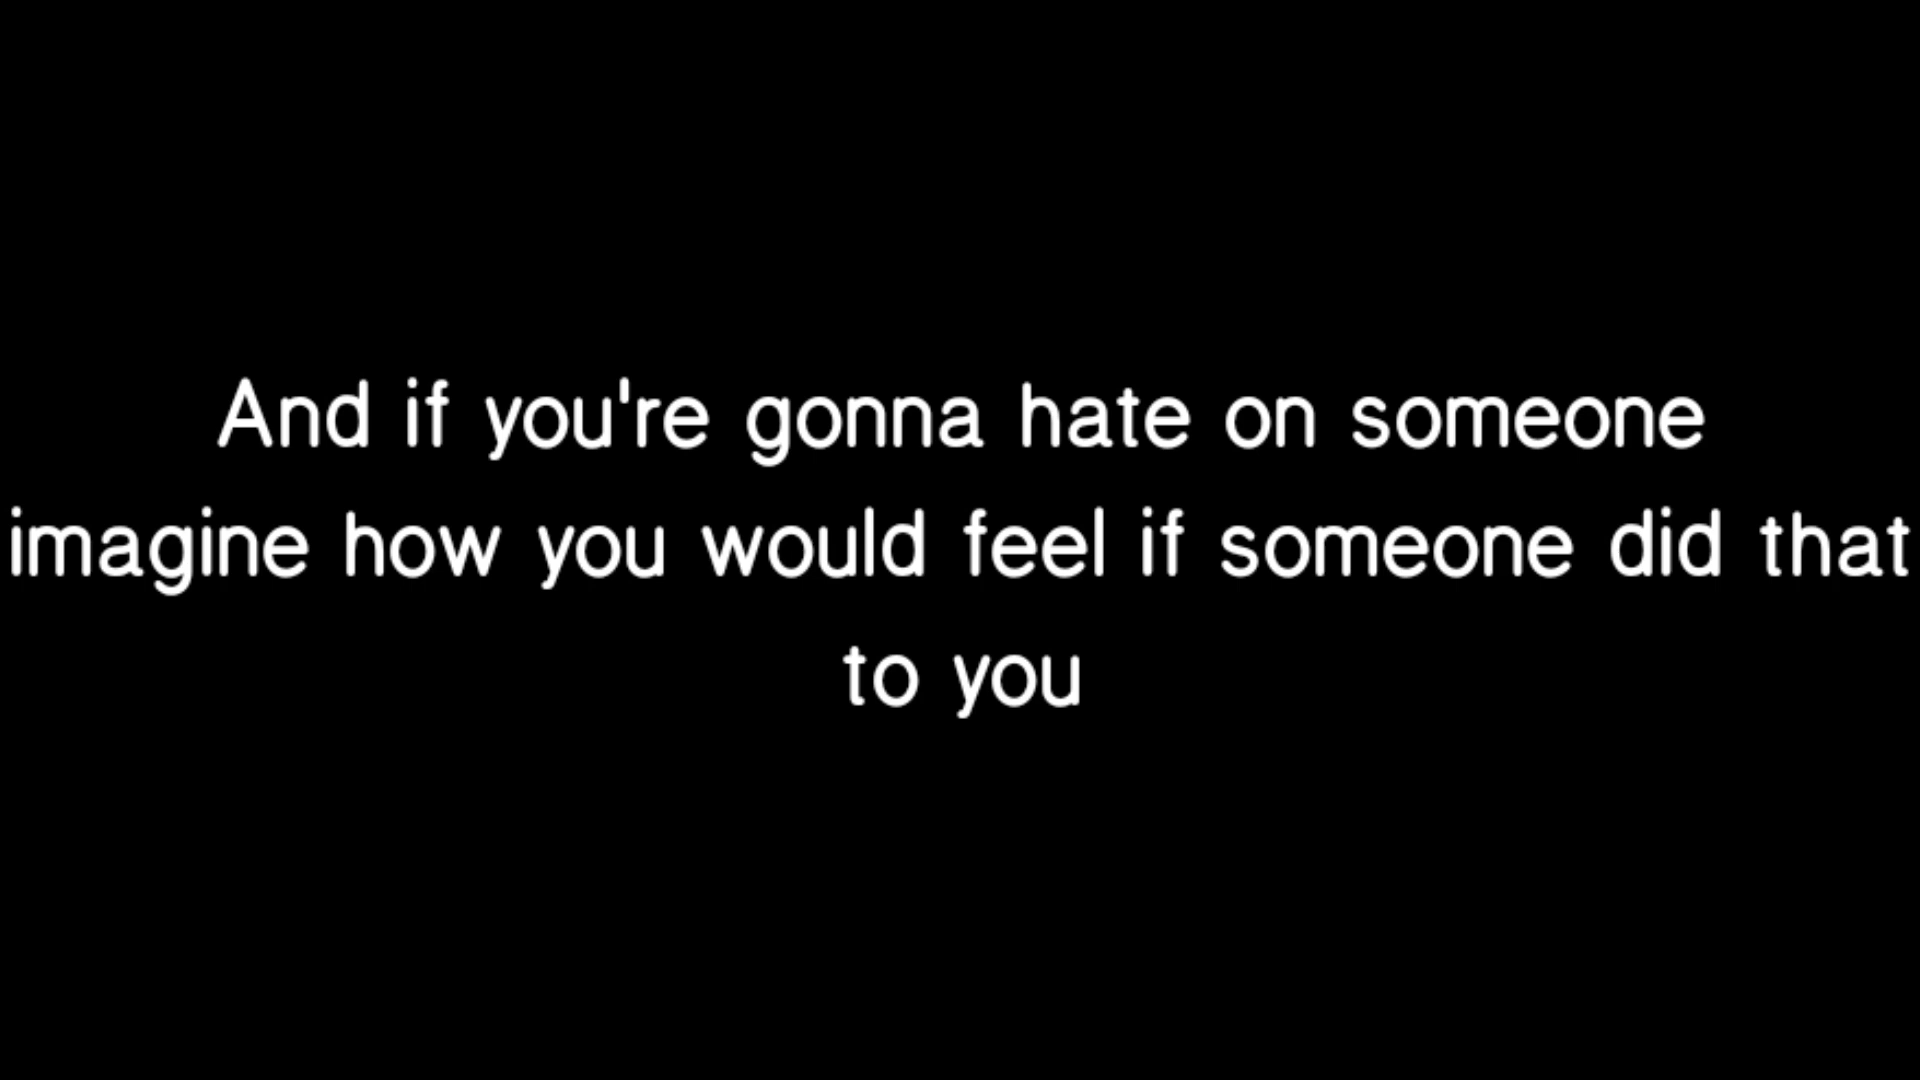 And if you're gonna hate on someone
imagine how you would feel if someone did that
to you